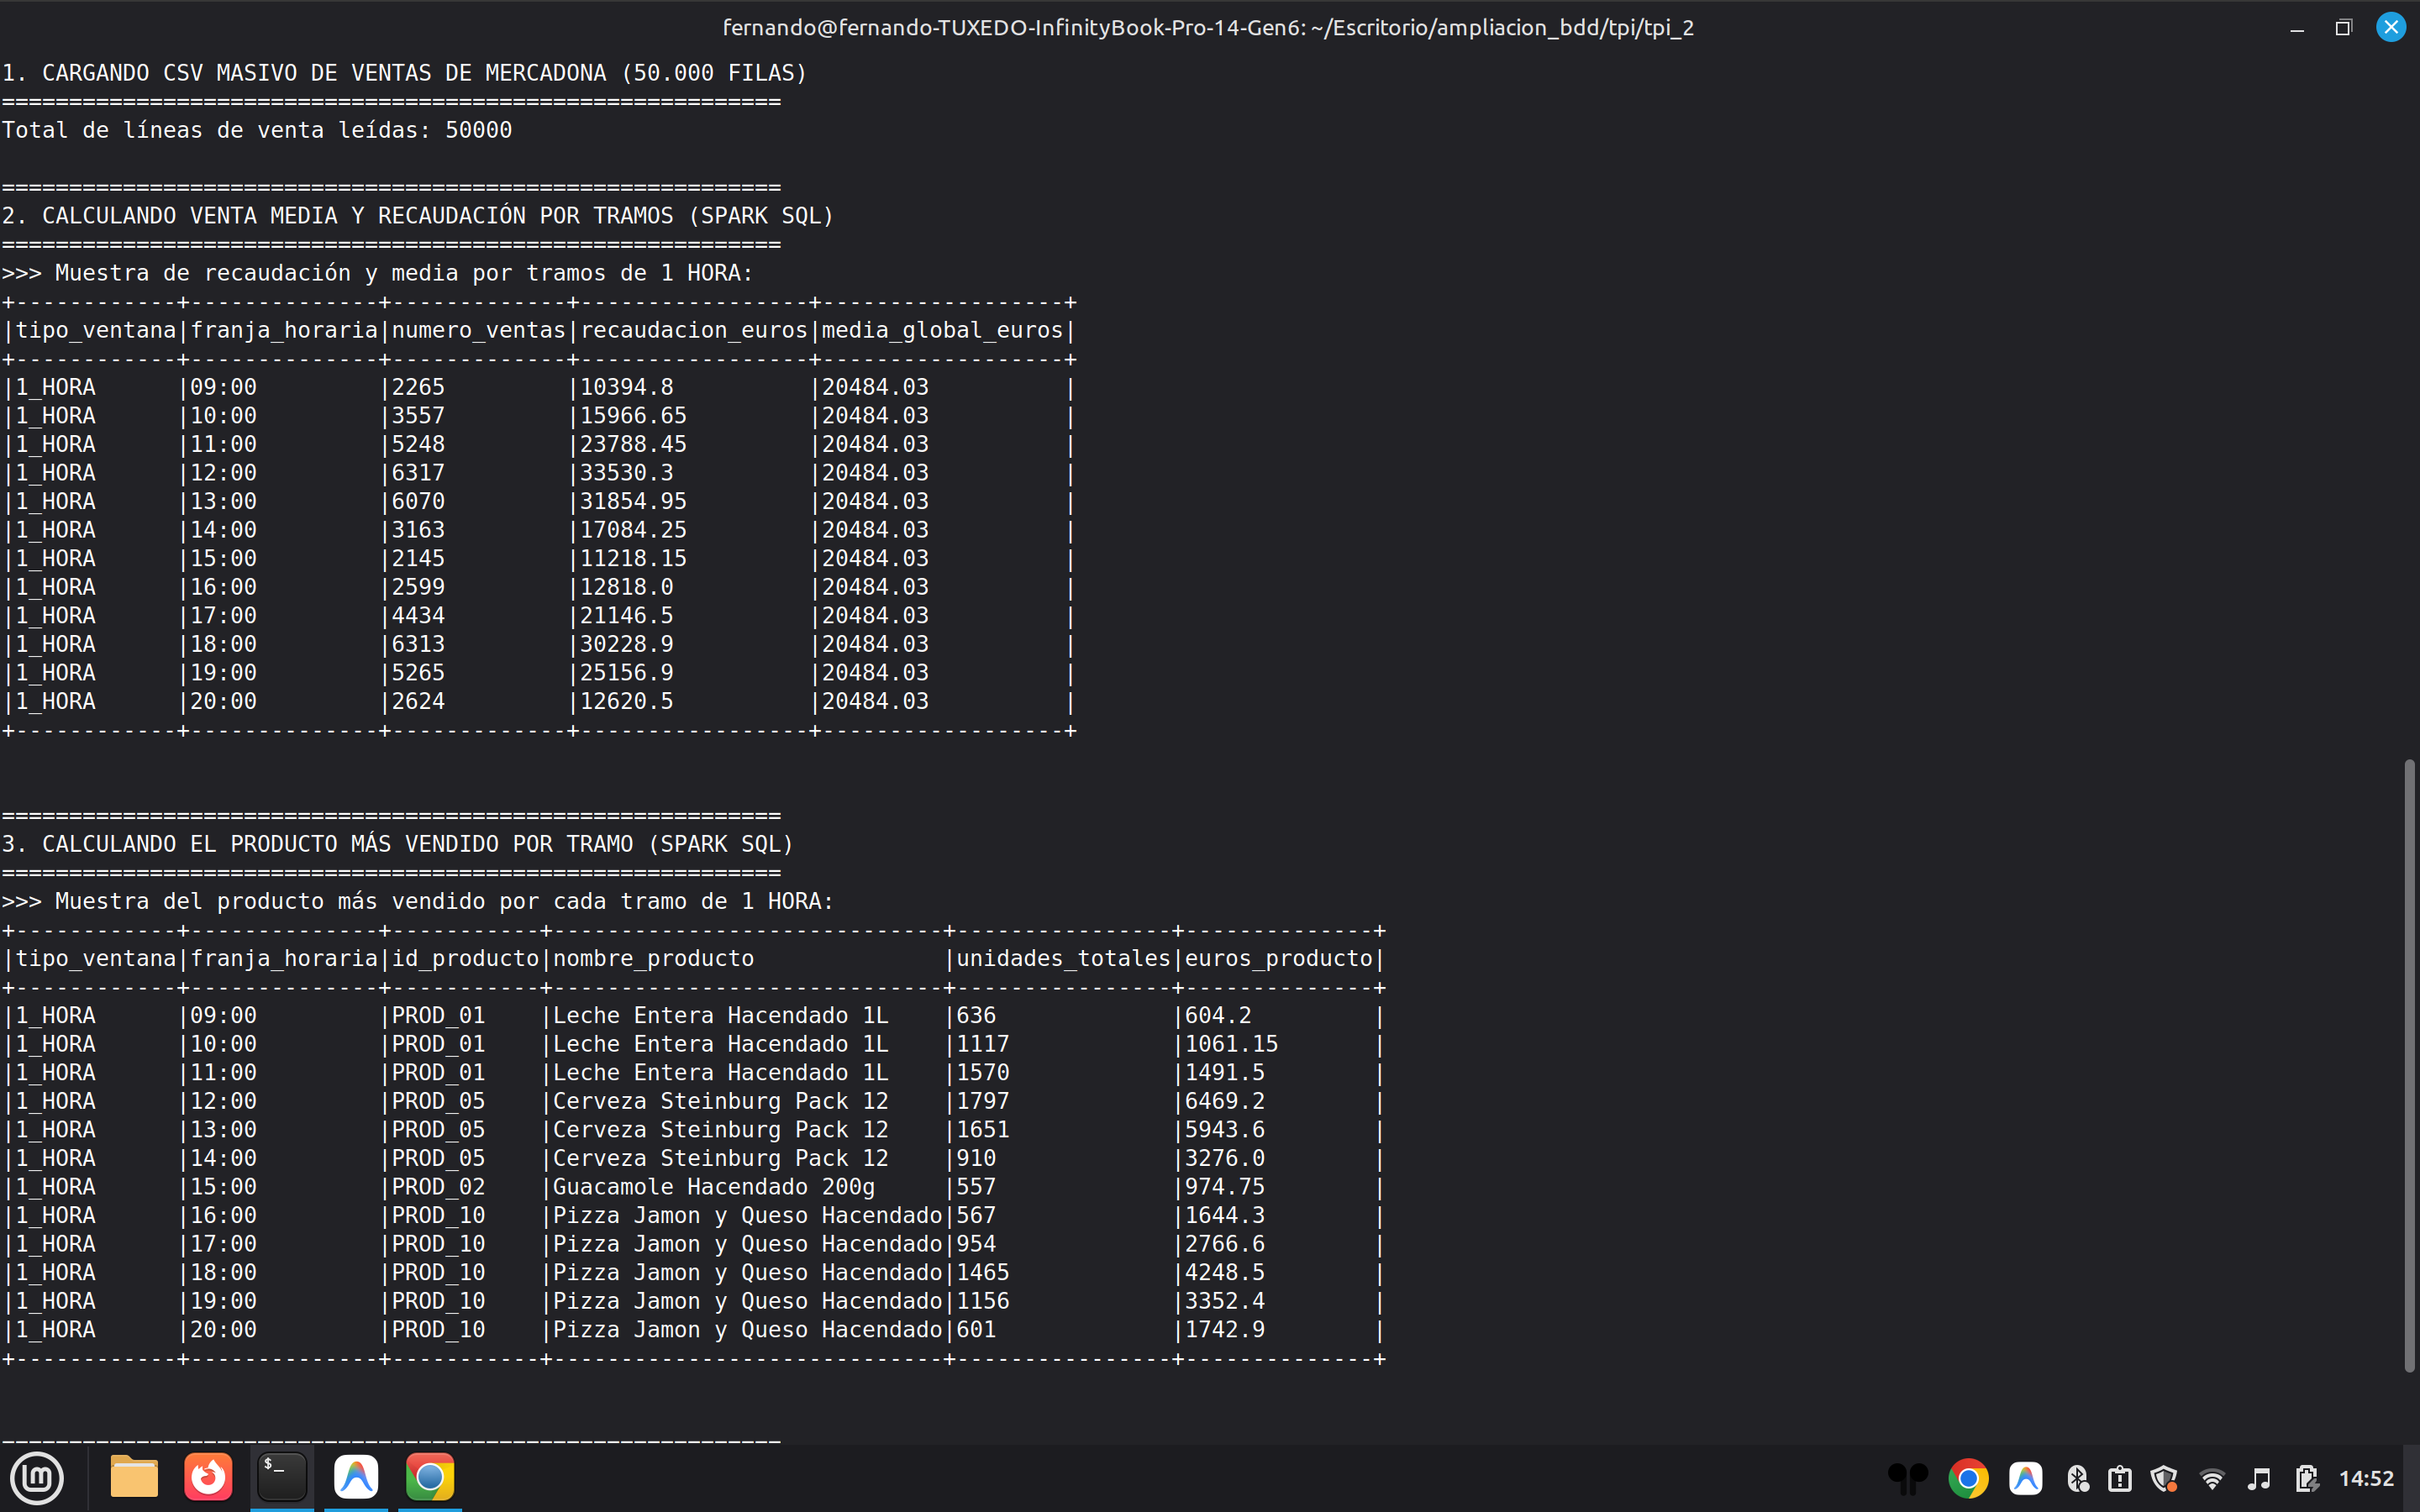 fernando@fernando-TUXEDO-InfinityBook-Pro-14-Gen6: ~/Escritorio/ampliacion_bdd/tpi/tpi_2
1. CARGANDO CSV MASIVO DE VENTAS DE MERCADONA (50.000 FILAS)
==========================================================
Total de líneas de venta leídas: 50000
==========================================================
2. CALCULANDO VENTA MEDIA Y RECAUDACIÓN POR TRAMOS (SPARK SQL)
==========================================================
>>> Muestra de recaudación y media por tramos de 1 HORA:
+------------+--------------+-------------+-----------------+------------------+
|tipo_ventana|franja_horaria|numero_ventas|recaudacion_euros|media_global_euros|
+------------+--------------+-------------+-----------------+------------------+
|1_HORA      |09:00         |2265         |10394.8          |20484.03          |
|1_HORA      |10:00         |3557         |15966.65         |20484.03          |
|1_HORA      |11:00         |5248         |23788.45         |20484.03          |
|1_HORA      |12:00         |6317         |33530.3          |20484.03          |
|1_HORA      |13:00         |6070         |31854.95         |20484.03          |
|1_HORA      |14:00         |3163         |17084.25         |20484.03          |
|1_HORA      |15:00         |2145         |11218.15         |20484.03          |
|1_HORA      |16:00         |2599         |12818.0          |20484.03          |
|1_HORA      |17:00         |4434         |21146.5          |20484.03          |
|1_HORA      |18:00         |6313         |30228.9          |20484.03          |
|1_HORA      |19:00         |5265         |25156.9          |20484.03          |
|1_HORA      |20:00         |2624         |12620.5          |20484.03          |
+------------+--------------+-------------+-----------------+------------------+
==========================================================
3. CALCULANDO EL PRODUCTO MÁS VENDIDO POR TRAMO (SPARK SQL)
==========================================================
>>> Muestra del producto más vendido por cada tramo de 1 HORA:
+------------+--------------+-----------+-----------------------------+----------------+--------------+
|tipo_ventana|franja_horaria|id_producto|nombre_producto              |unidades_totales|euros_producto|
+------------+--------------+-----------+-----------------------------+----------------+--------------+
|1_HORA      |09:00         |PROD_01    |Leche Entera Hacendado 1L    |636             |604.2         |
|1_HORA      |10:00         |PROD_01    |Leche Entera Hacendado 1L    |1117            |1061.15       |
|1_HORA      |11:00         |PROD_01    |Leche Entera Hacendado 1L    |1570            |1491.5        |
|1_HORA      |12:00         |PROD_05    |Cerveza Steinburg Pack 12    |1797            |6469.2        |
|1_HORA      |13:00         |PROD_05    |Cerveza Steinburg Pack 12    |1651            |5943.6        |
|1_HORA      |14:00         |PROD_05    |Cerveza Steinburg Pack 12    |910             |3276.0        |
|1_HORA      |15:00         |PROD_02    |Guacamole Hacendado 200g     |557             |974.75        |
|1_HORA      |16:00         |PROD_10    |Pizza Jamon y Queso Hacendado|567             |1644.3        |
|1_HORA      |17:00         |PROD_10    |Pizza Jamon y Queso Hacendado|954             |2766.6        |
|1_HORA      |18:00         |PROD_10    |Pizza Jamon y Queso Hacendado|1465            |4248.5        |
|1_HORA      |19:00         |PROD_10    |Pizza Jamon y Queso Hacendado|1156            |3352.4        |
|1_HORA      |20:00         |PROD_10    |Pizza Jamon y Queso Hacendado|601             |1742.9        |
+------------+--------------+-----------+-----------------------------+----------------+--------------+
==========================================================
$_
14:52